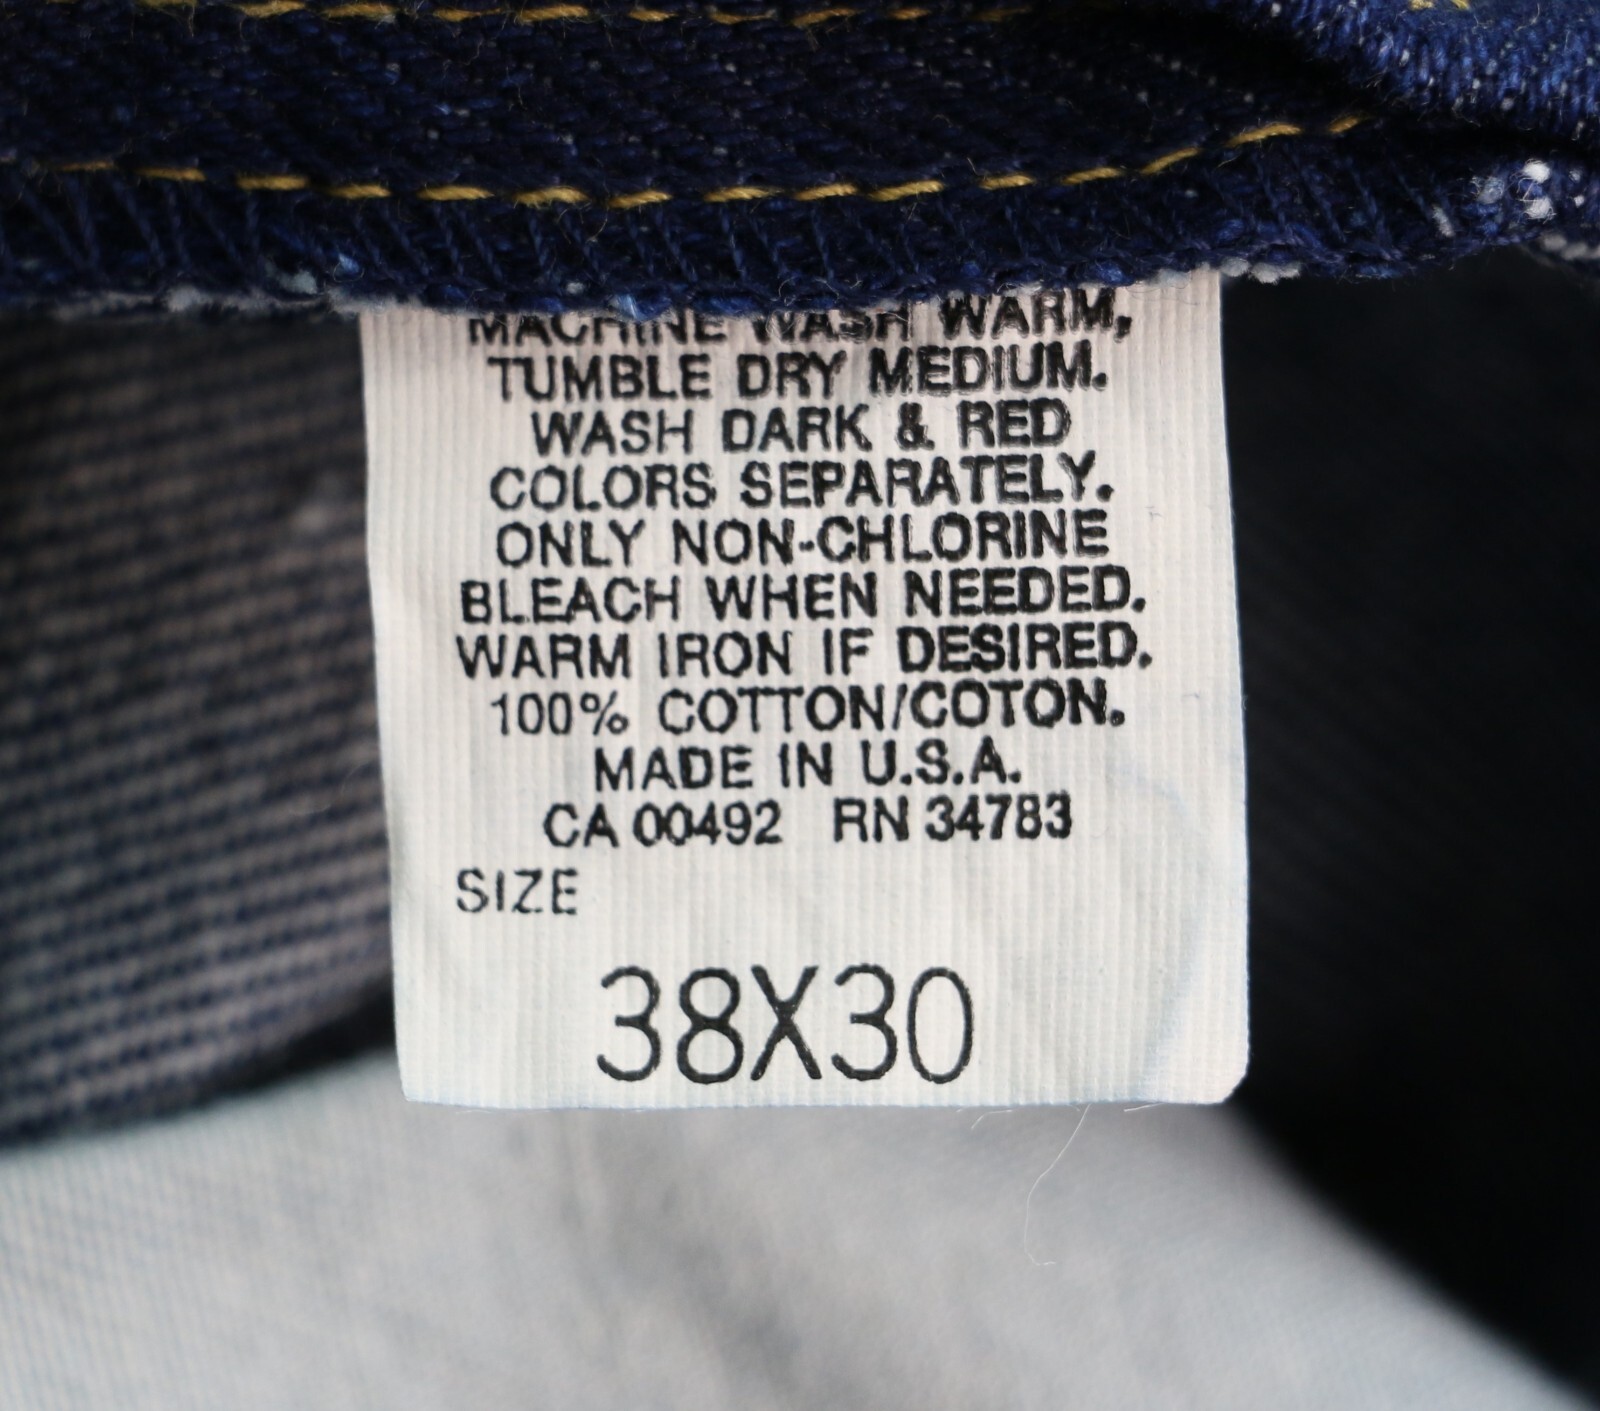 MACHINE WASH WARM,
TUMBLE DRY MEDIUM.
WASH DARK & RED
COLORS SEPARATELY.
ONLY NON-CHLORINE
BLEACH WHEN NEEDED.
WARM IRON IF DESIRED.
100% COTTON/COTON.
MADE IN U.S.A.
CA 00492 RN 34783
SIZE
38X30